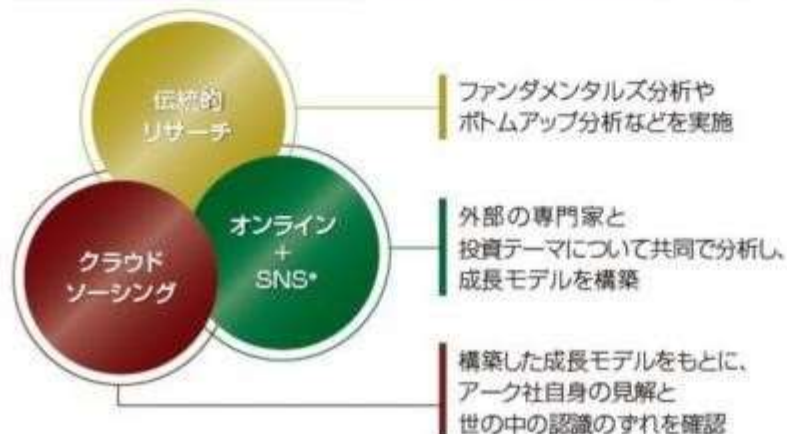 伝統的
リサーチ
ファンダメンタルズ分析や
ボトムアップ分析などを実施
オンライン
+
SNS*
外部の専門家と
投資テーマについて共同で分析し、
成長モデルを構築
クラウド
ソーシング
構築した成長モデルをもとに、
アーク社自身の見解と
世の中の認識のずれを確認